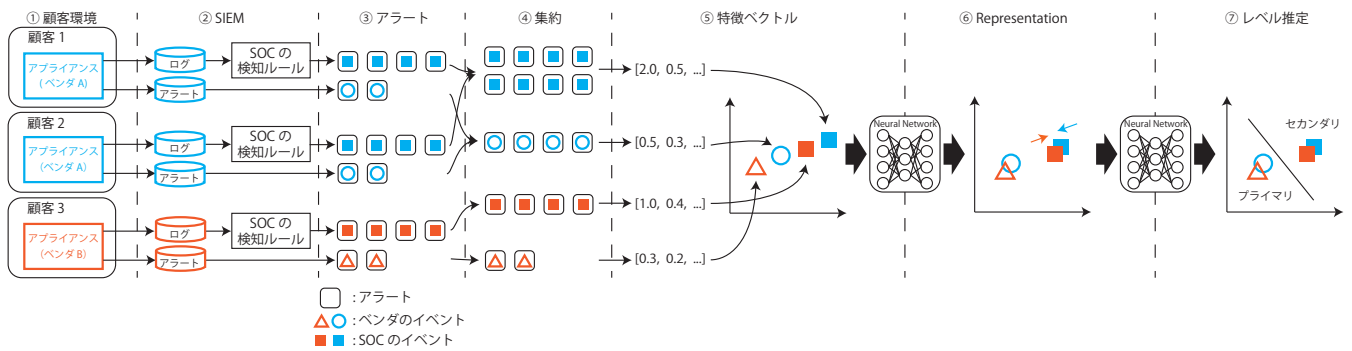 ① 顧客環境
② SIEM
③ アラート
④ 集約
⑤ 特徴ベクトル
⑥ Representation
⑦ レベル推定
顧客 1
アプライアンス
( ベンダ A)
ログ
アラート
SOC の
検知ルール
顧客 2
アプライアンス
(ベンダ A)
ログ
アラート
SOC の
検知ルール
顧客 3
アプライアンス
(ベンダ B)
ログ
アラート
SOC の
検知ルール
[2.0, 0.5, ...]
[0.5, 0.3, ...]
[1.0, 0.4, ...]
[0.3, 0.2, ...]
Neural Network
Neural Network
セカンダリ
プライマリ
: アラート
: ベンダのイベント
: SOC のイベント